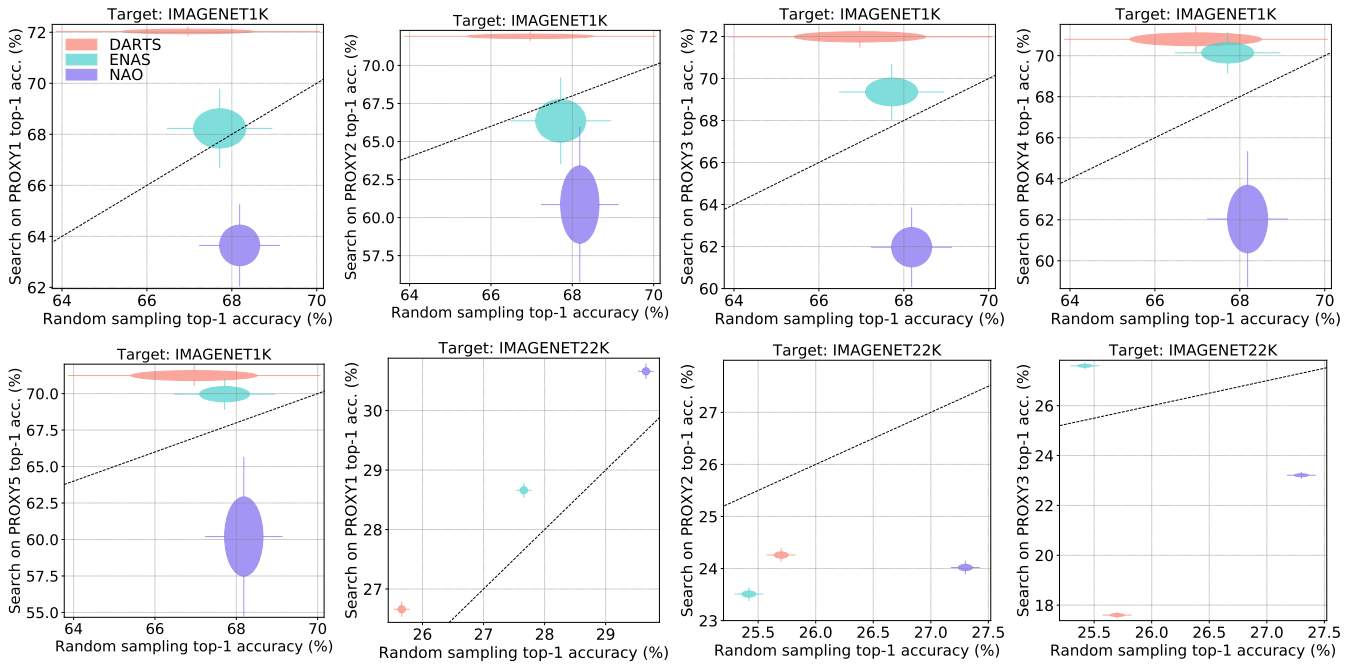 Target: IMAGENET1K
Search on PROXY1 top-1 acc. (%)
72
70
68
66
64
62
DARTS
ENAS
NAO
64 66 68 70
Random sampling top-1 accuracy (%)
Target: IMAGENET1K
Search on PROXY2 top-1 acc. (%)
70.0
67.5
65.0
62.5
60.0
57.5
64 66 68 70
Random sampling top-1 accuracy (%)
Target: IMAGENET1K
Search on PROXY3 top-1 acc. (%)
72
70
68
66
64
62
60
64 66 68 70
Random sampling top-1 accuracy (%)
Target: IMAGENET1K
Search on PROXY4 top-1 acc. (%)
70
68
66
64
62
60
64 66 68 70
Random sampling top-1 accuracy (%)
Target: IMAGENET1K
Search on PROXY5 top-1 acc. (%)
70.0
67.5
65.0
62.5
60.0
57.5
55.0
64 66 68 70
Random sampling top-1 accuracy (%)
Target: IMAGENET22K
Search on PROXY1 top-1 acc. (%)
30
29
28
27
26 27 28 29
Random sampling top-1 accuracy (%)
Target: IMAGENET22K
Search on PROXY2 top-1 acc. (%)
27
26
25
24
23
25.5 26.0 26.5 27.0 27.5
Random sampling top-1 accuracy (%)
Target: IMAGENET22K
Search on PROXY3 top-1 acc. (%)
26
24
22
20
18
25.5 26.0 26.5 27.0 27.5
Random sampling top-1 accuracy (%)